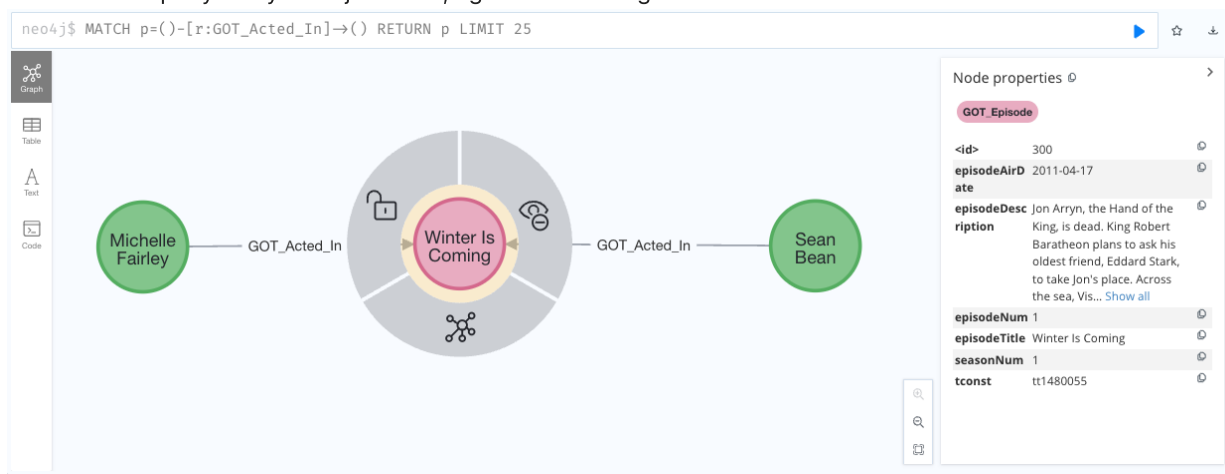 neo4j$ MATCH p=()-[r:GOT_Acted_In]→() RETURN p LIMIT 25
Graph
Table
Text
Code
Michelle
Fairley
GOT_Acted_In
Winter Is
Coming
GOT_Acted_In
Sean
Bean
Node properties
GOT_Episode
<id> 300
episodeAirD 2011-04-17
ate
episodeDesc Jon Arryn, the Hand of the
ription King, is dead. King Robert
Baratheon plans to ask his
oldest friend, Eddard Stark,
to take Jon's place. Across
the sea, Vis... Show all
episodeNum 1
episodeTitle Winter Is Coming
seasonNum 1
tconst tt1480055